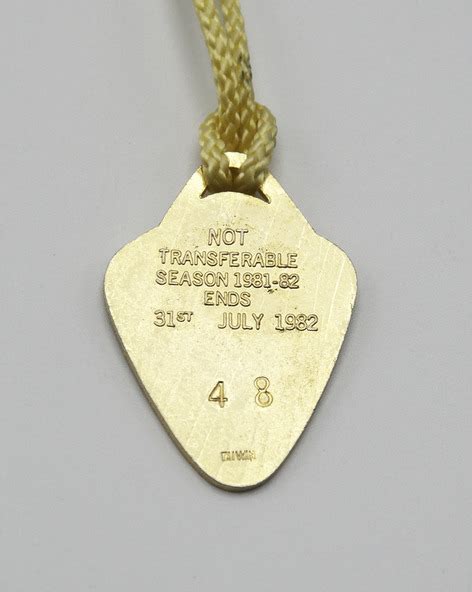 NOT
TRANSFERABLE
SEASON 1981-82
ENDS
31ST JULY 1982
4 8